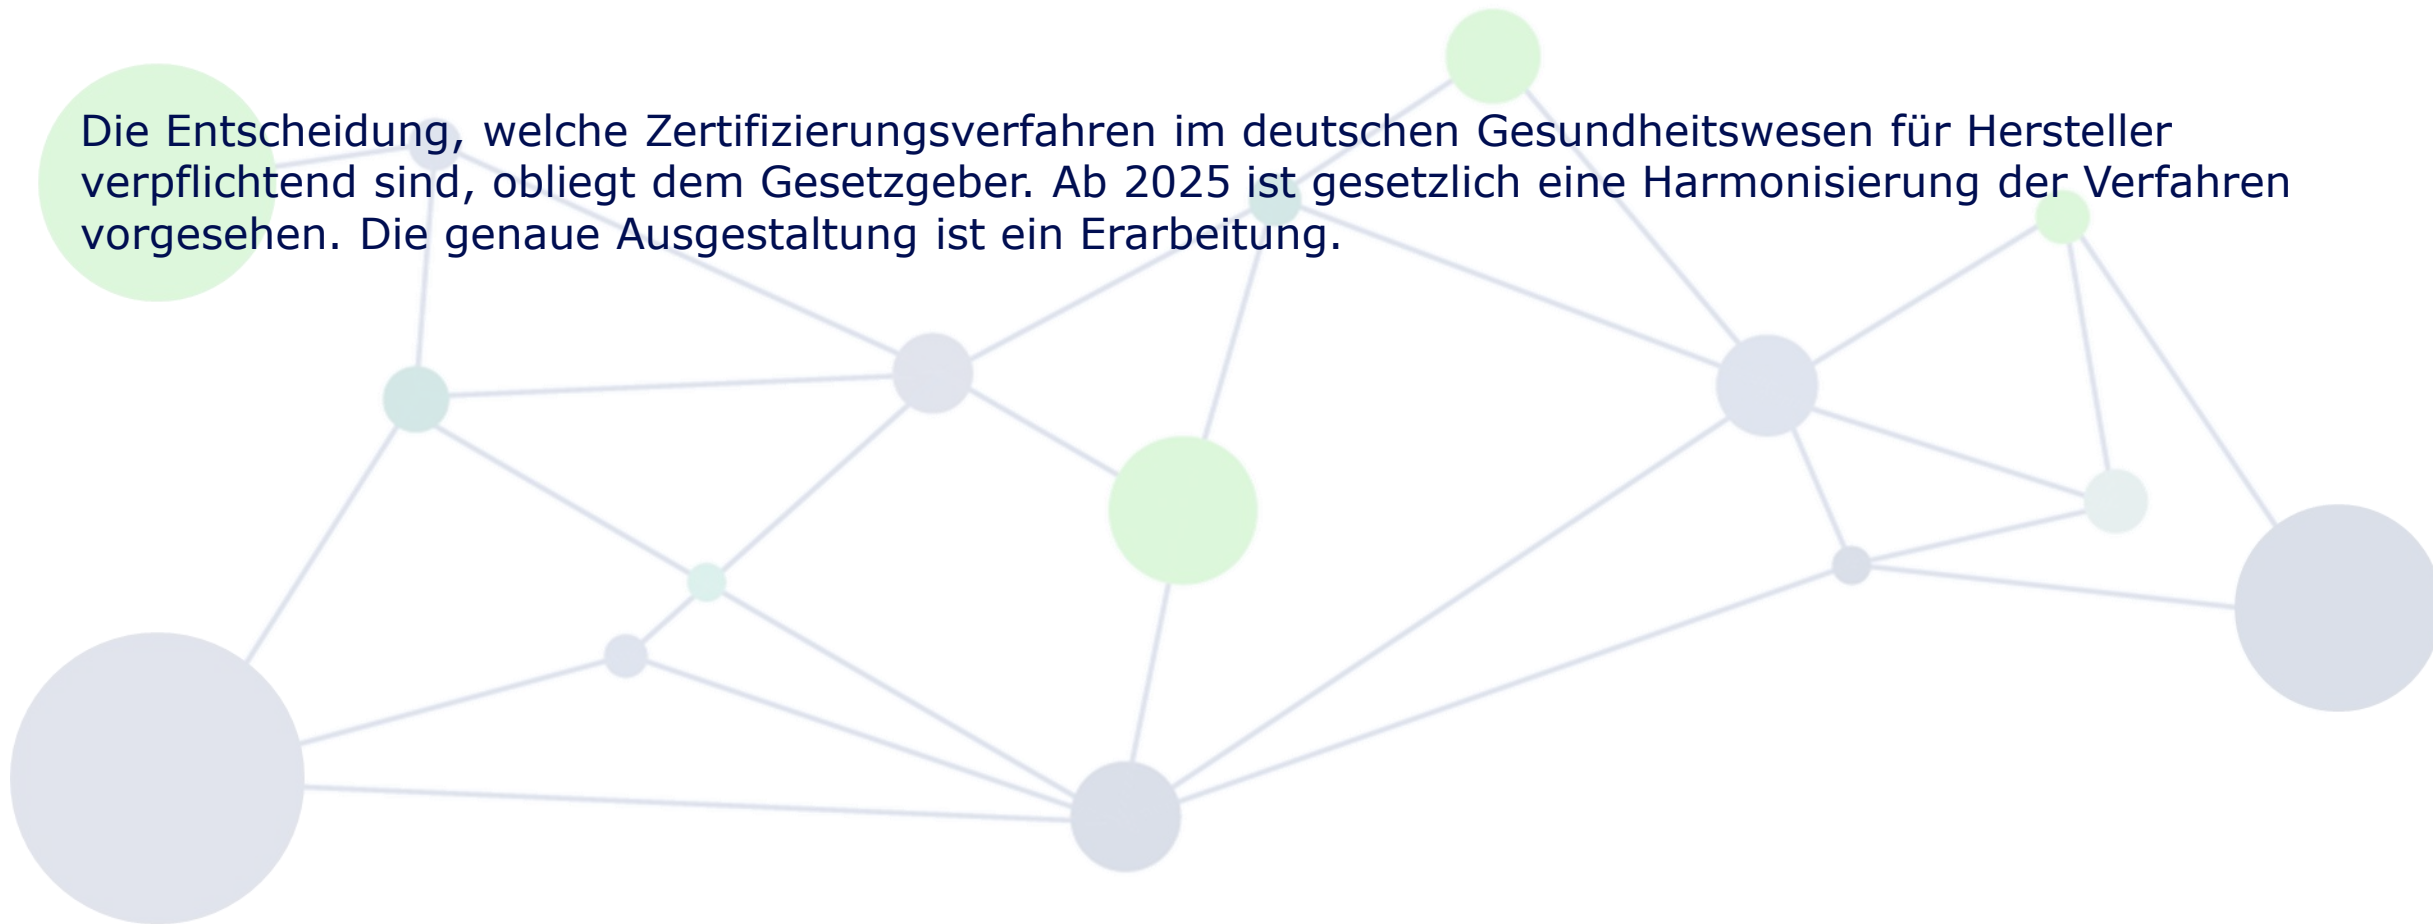 Die Entscheidung, welche Zertifizierungsverfahren im deutschen Gesundheitswesen für Hersteller
verpflichtend sind, obliegt dem Gesetzgeber. Ab 2025 ist gesetzlich eine Harmonisierung der Verfahren
vorgesehen. Die genaue Ausgestaltung ist ein Erarbeitung.